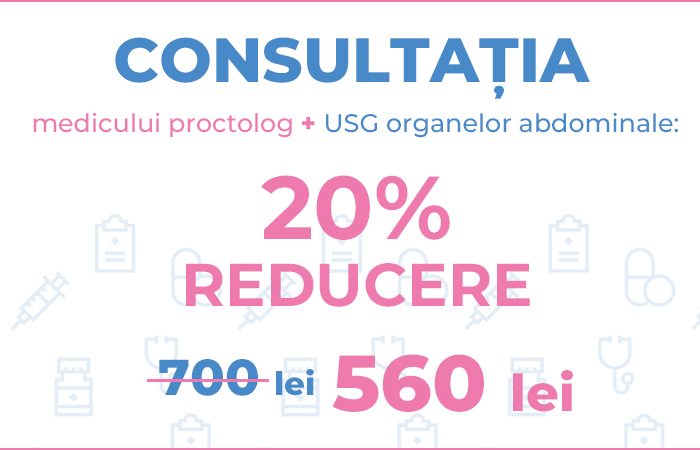 CONSULTAȚIA
medicului proctolog + USG organelor abdominale:
20%
REDUCERE
700 lei 560 lei